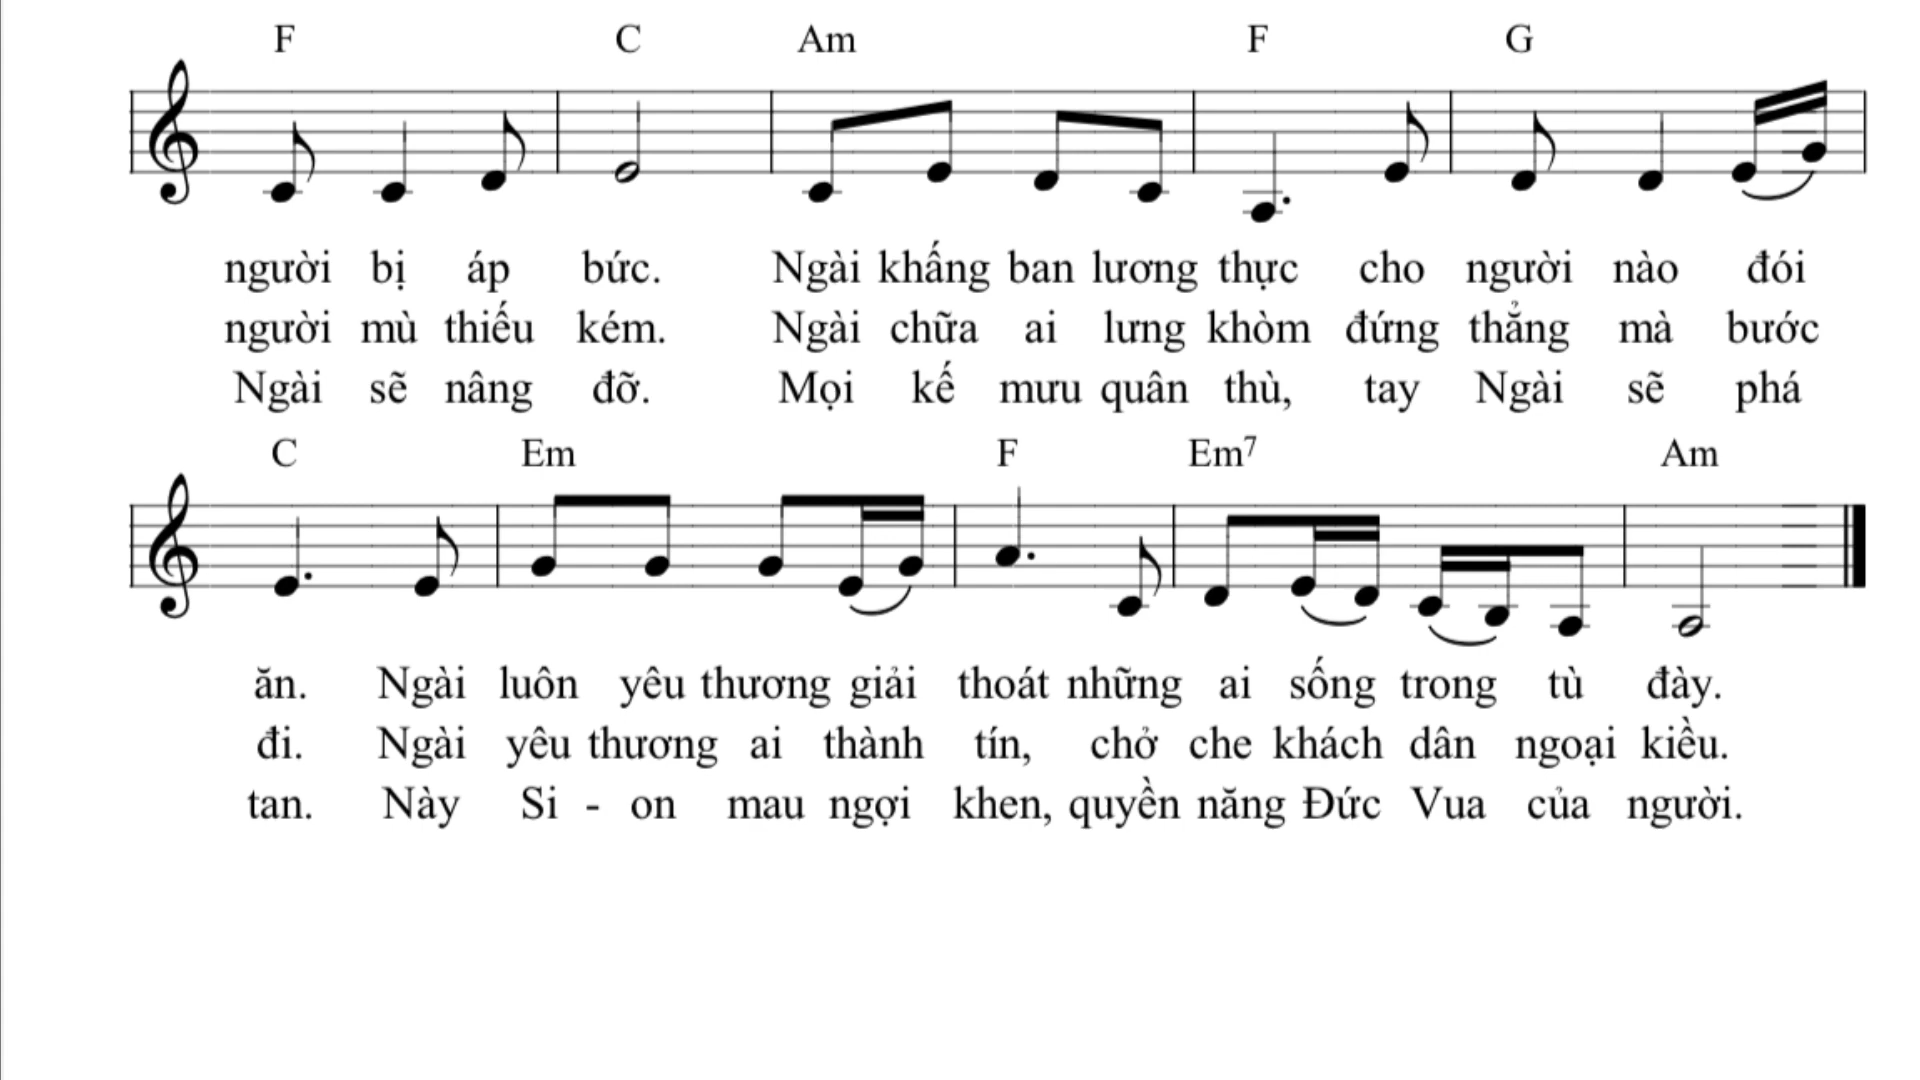 F C Am F G
người bị áp bức. Ngài khấng ban lương thực cho người nào đói
người mù thiếu kém. Ngài chữa ai lưng khòm đứng thẳng mà bước
Ngài sẽ nâng đỡ. Mọi kế mưu quân thù, tay Ngài sẽ phá
C Em F Em7 Am
ăn. Ngài luôn yêu thương giải thoát những ai sống trong tù đày.
đi. Ngài yêu thương ai thành tín, chở che khách dân ngoại kiều.
tan. Này Si - on mau ngợi khen, quyền năng Đức Vua của người.